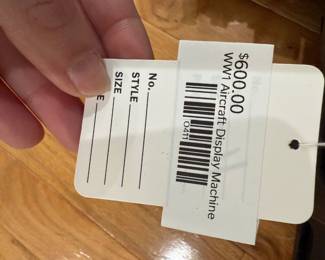 $600.00
WW1 Aircraft Display Machine
0411
No.
STYLE
SIZE
E